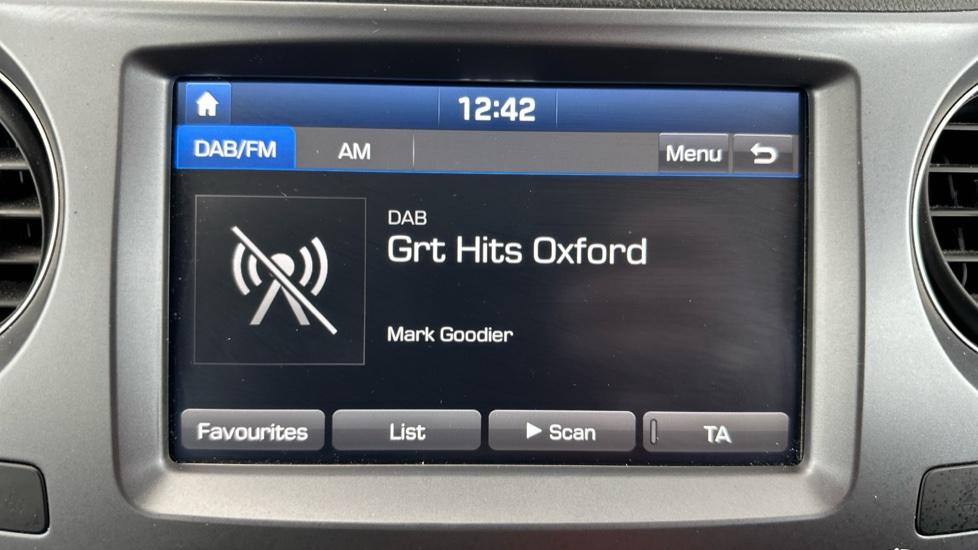 12:42
DAB/FM AM Menu
DAB
Grt Hits Oxford
Mark Goodier
Favourites List Scan TA